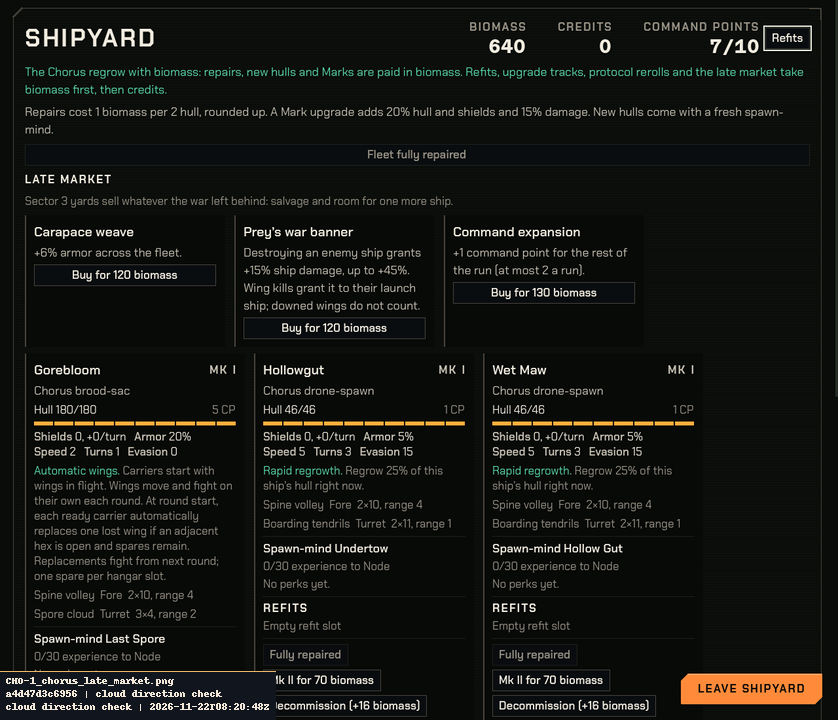 SHIPYARD
BIOMASS
640
CREDITS
0
COMMAND POINTS
7/10
Refits
The Chorus regrow with biomass: repairs, new hulls and Marks are paid in biomass. Refits, upgrade tracks, protocol rerolls and the late market take
biomass first, then credits.
Repairs cost 1 biomass per 2 hull, rounded up. A Mark upgrade adds 20% hull and shields and 15% damage. New hulls come with a fresh spawn-
mind.
Fleet fully repaired
LATE MARKET
Sector 3 yards sell whatever the war left behind: salvage and room for one more ship.
Carapace weave
+6% armor across the fleet.
Buy for 120 biomass
Prey's war banner
Destroying an enemy ship grants
+15% ship damage, up to +45%.
Wing kills grant it to their launch
ship; downed wings do not count.
Buy for 120 biomass
Command expansion
+1 command point for the rest of
the run (at most 2 a run).
Buy for 130 biomass
Gorebloom MK I
Chorus brood-sac
Hull 180/180 5 CP
Shields 0, +0/turn Armor 20%
Speed 2 Turns 1 Evasion 0
Automatic wings. Carriers start with
wings in flight. Wings move and fight on
their own each round. At round start,
each ready carrier automatically
replaces one lost wing if an adjacent
hex is open and spares remain.
Replacements fight from next round;
one spare per hangar slot.
Spine volley Fore 2×10, range 4
Spore cloud Turret 3×4, range 2
Spawn-mind Last Spore
0/30 experience to Node
Hollowgut MK I
Chorus drone-spawn
Hull 46/46 1 CP
Shields 0, +0/turn Armor 5%
Speed 5 Turns 3 Evasion 15
Rapid regrowth. Regrow 25% of this
ship's hull right now.
Spine volley Fore 2×10, range 4
Boarding tendrils Turret 2×11, range 1
Spawn-mind Undertow
0/30 experience to Node
No perks yet.
REFITS
Empty refit slot
Fully repaired
Mk II for 70 biomass
Decommission (+16 biomass)
Wet Maw MK I
Chorus drone-spawn
Hull 46/46 1 CP
Shields 0, +0/turn Armor 5%
Speed 5 Turns 3 Evasion 15
Rapid regrowth. Regrow 25% of this
ship's hull right now.
Spine volley Fore 2×10, range 4
Boarding tendrils Turret 2×11, range 1
Spawn-mind Hollow Gut
0/30 experience to Node
No perks yet.
REFITS
Empty refit slot
Fully repaired
Mk II for 70 biomass
Decommission (+16 biomass)
LEAVE SHIPYARD
CHO-1_chorus_late_market.png
a4d47d3c6956 | cloud direction check
cloud direction check | 2026-11-22T08:20:48Z